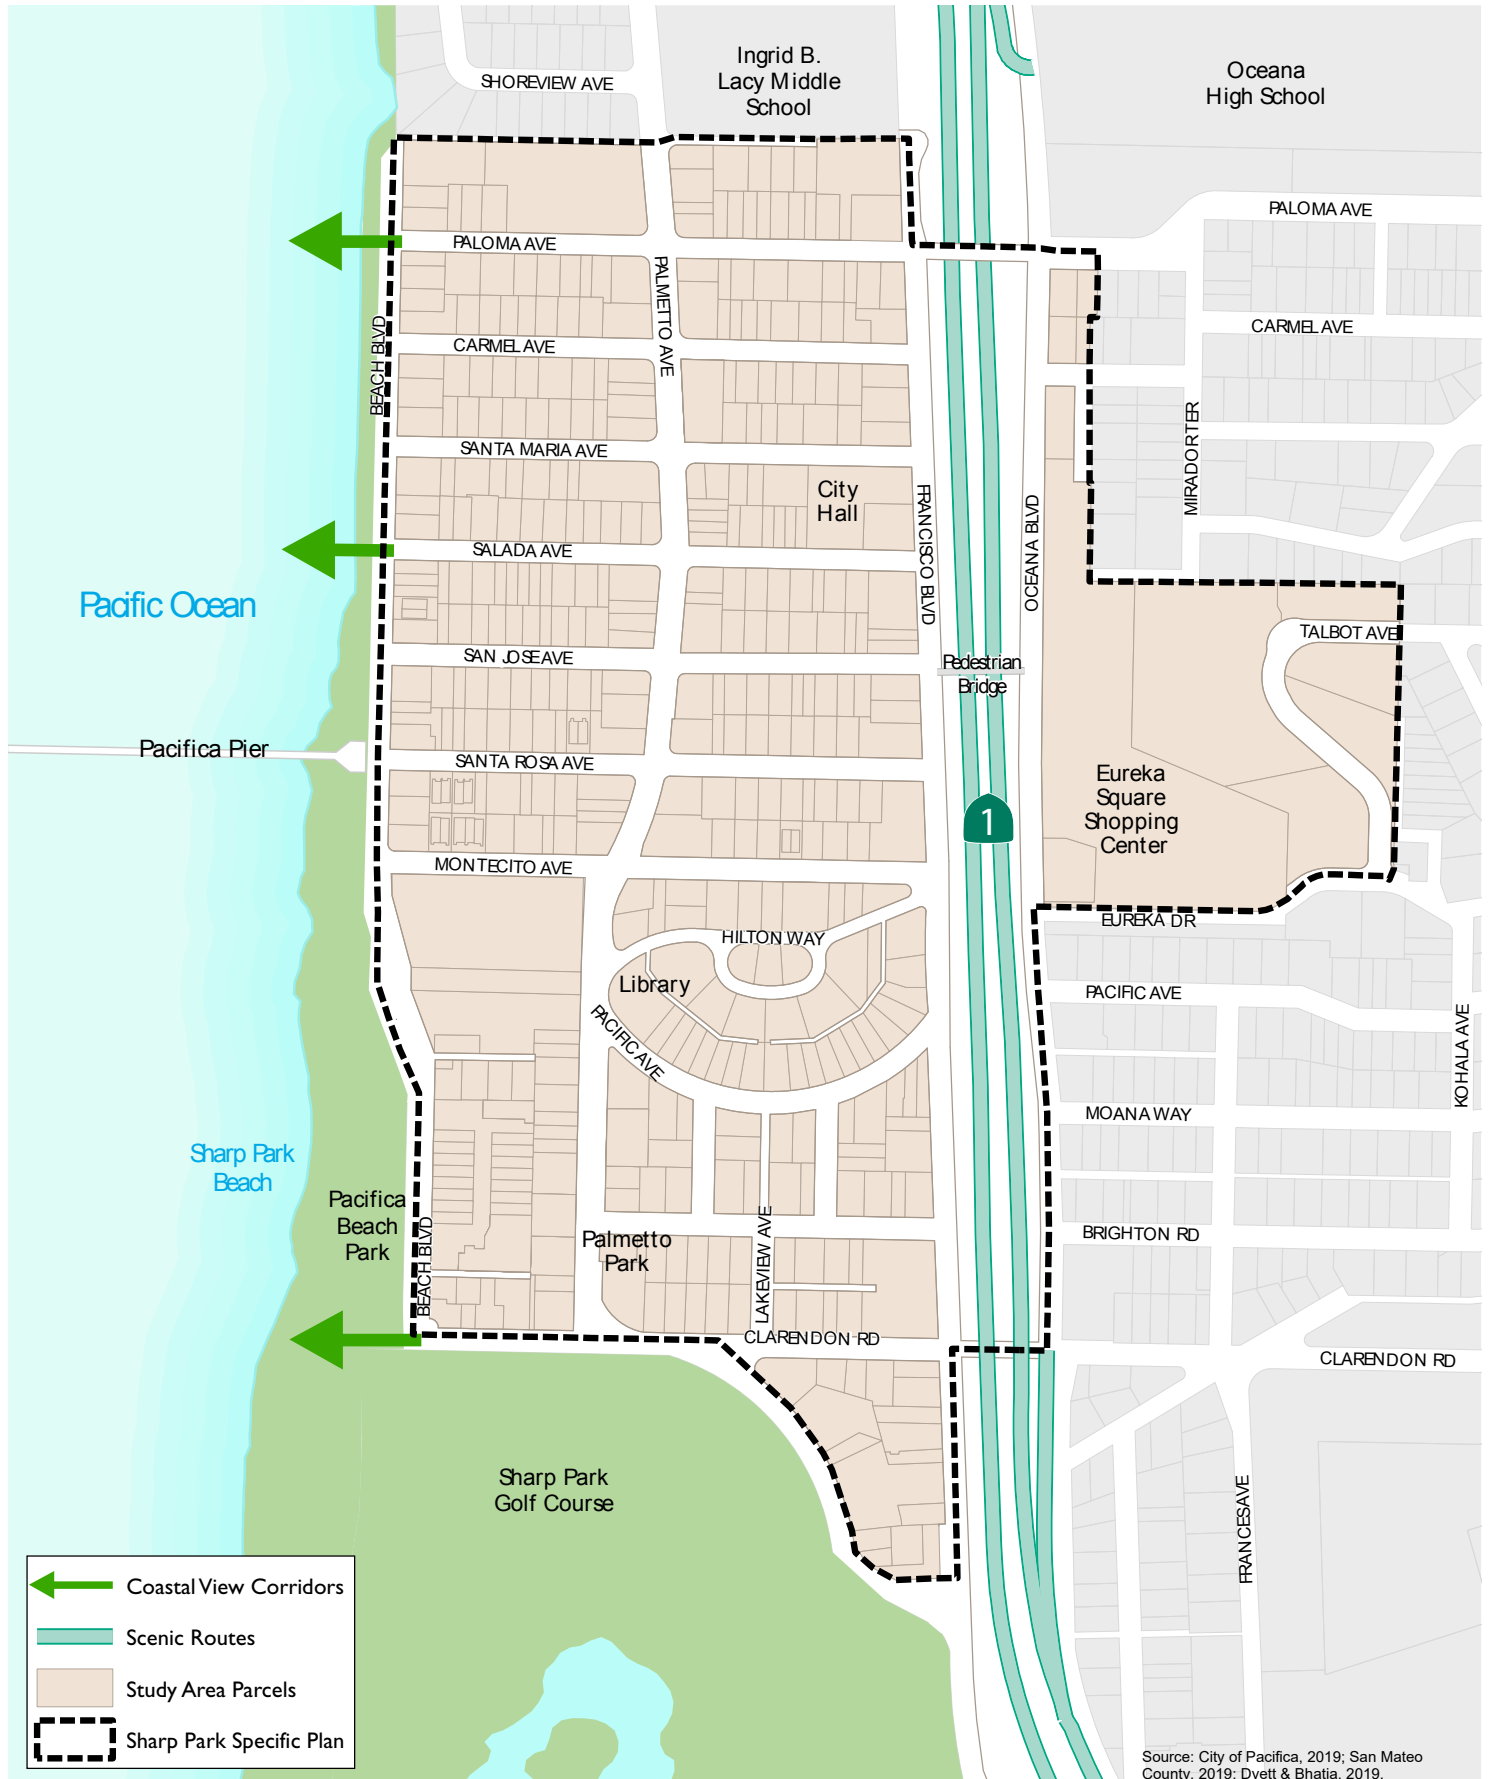 Ingrid B.
Lacy Middle
School
Oceana
High School
SHOREVIEW AVE
PALOMA AVE
PALOMA AVE
PALMETTO AVE
CARMEL AVE
CARMEL AVE
BEACH BLVD
SANTA MARIA AVE
MIRADORTER
City
Hall
FRANCISCO BLVD
OCEANA BLVD
SALADA AVE
Pacific Ocean
TALBOT AVE
SAN JOSE AVE
Pedestrian
Bridge
Pacifica Pier
SANTA ROSA AVE
Eureka
Square
Shopping
Center
1
MONTECITO AVE
EUREKA DR
HILTON WAY
Library
PACIFIC AVE
PACIFIC AVE
KOHALA AVE
MOANA WAY
Sharp Park
Beach
Pacifica
Beach
Park
BEACH BLVD
Palmetto
Park
LAKEVIEW AVE
BRIGHTON RD
CLARENDON RD
CLARENDON RD
Sharp Park
Golf Course
FRANCES AVE
Coastal View Corridors
Scenic Routes
Study Area Parcels
Sharp Park Specific Plan
Source: City of Pacifica, 2019; San Mateo
County, 2019; Dyett & Bhatia, 2019.